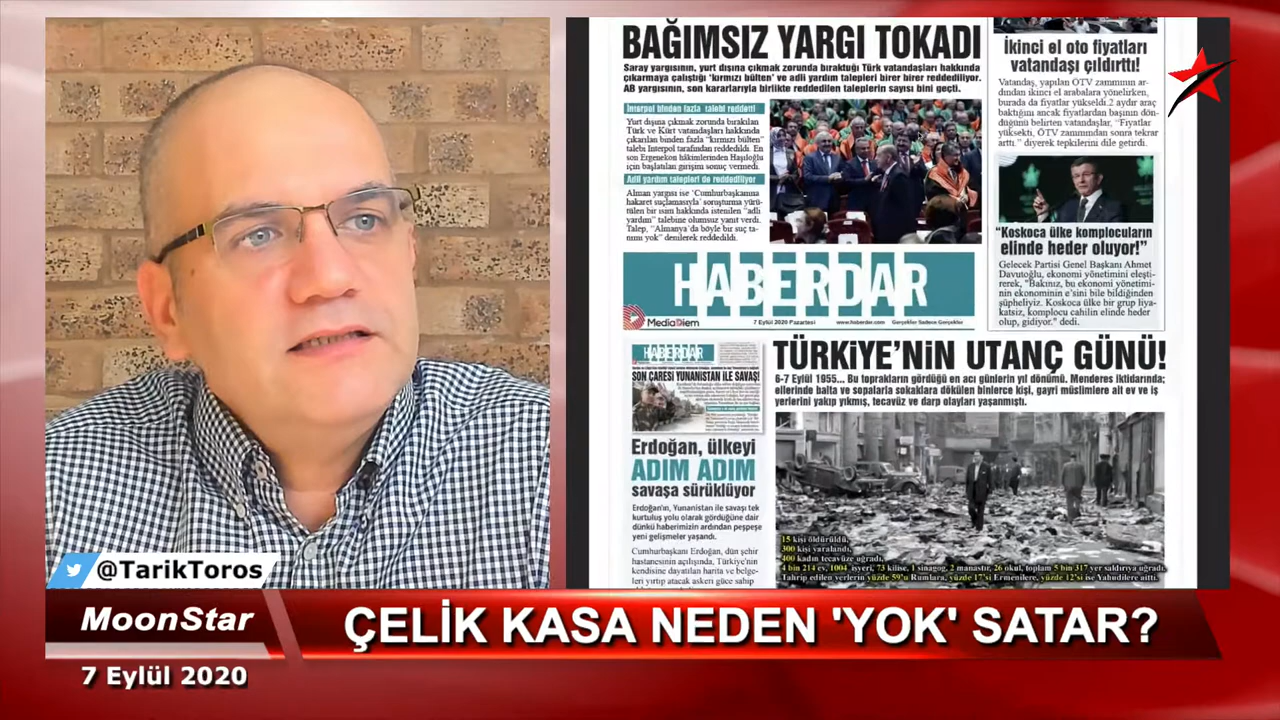 BAĞIMSIZ YARGI TOKADI
Saray yargısının, yurt dışına çıkmak zorunda bıraktığı Türk vatandaşları hakkında
çıkarmaya çalıştığı 'kırmızı bülten' ve adli yardım talepleri birer birer reddediliyor.
AB yargısının, son kararlarıyla birlikte reddedilen taleplerin sayısı bini geçti.
Interpol binden fazla talebi reddetti
Yurt dışına çıkmak zorunda bırakılan
Türk ve Kürt vatandaşları hakkında
çıkarılan binden fazla "kırmızı bülten"
talebi Interpol tarafından reddedildi. En
son Ergenekon hâkimlerinden Haşıloğlu
için başlatılan girişim sonuç vermedi.
Adli yardım talepleri de reddediliyor
Alman yargısı ise 'Cumhurbaşkanına
hakaret suçlamasıyla' soruşturma yürü-
tülen bir isim hakkında istenilen "adli
yardım" talebine olumsuz yanıt verdi.
Talep, "Almanya'da böyle bir suç ta-
nımı yok" denilerek reddedildi.
İkinci el oto fiyatları
vatandaşı çıldırttı!
Vatandaş, yapılan ÖTV zammının ar-
dından ikinci el arabalara yönelirken,
burada da fiyatlar yükseldi.2 aydır araç
baktığını ancak fiyatlardan başının dön-
düğünü belirten vatandaşlar, "Fiyatlar
yüksekti, ÖTV zammından sonra tekrar
arttı." diyerek tepkilerini dile getirdi.
"Koskoca ülke komplocuların
elinde heder oluyor!"
Gelecek Partisi Genel Başkanı Ahmet
Davutoğlu, ekonomi yönetimini eleşti-
rerek, "Bakınız, bu ekonomi yönetimi-
nin ekonominin e'sini bile bildiğinden
şüpheliyiz. Koskoca ülke bir grup liya-
katsız, komplocu cahilin elinde heder
olup, gidiyor." dedi.
HABERDAR
MediaDiem
7 Eylül 2020 Pazartesi
www.haberdar.com
Gerçekler Sadece Gerçekler
HABERDAR
SON ÇARESİ YUNANİSTAN İLE SAVAŞ!
Erdoğan, ülkeyi
ADIM ADIM
savaşa sürüklüyor
Erdoğan'ın, Yunanistan ile savaşı tek
kurtuluş yolu olarak gördüğüne dair
dünkü haberimizin ardından peşpeşe
yeni gelişmeler yaşandı.
Cumhurbaşkanı Erdoğan, dün şehir
hastanesinin açılışında, Türkiye'nin
kendisine dayatılan harita ve belge-
leri yırtıp atacak askeri güce sahip
TÜRKİYE'NİN UTANÇ GÜNÜ!
6-7 Eylül 1955... Bu toprakların gördüğü en acı günlerin yıl dönümü. Menderes iktidarında;
ellerinde balta ve sopalarla sokaklara dökülen binlerce kişi, gayri müslimlere ait ev ve iş
yerlerini yakıp yıkmış, tecavüz ve darp olayları yaşanmıştı.
15 kişi öldürüldü,
300 kişi yaralandı,
400 kadın tecavüze uğradı,
4 bin 214 ev, 1004 işyeri, 73 kilise, 1 sinagog, 2 manastır, 26 okul, toplam 5 bin 317 yer saldırıya uğradı.
Tahrip edilen yerlerin yüzde 59'u Rumlara, yüzde 17'si Ermenilere, yüzde 12'si ise Yahudilere aitti.
@TarikToros
MoonStar
ÇELİK KASA NEDEN 'YOK' SATAR?
7 Eylül 2020